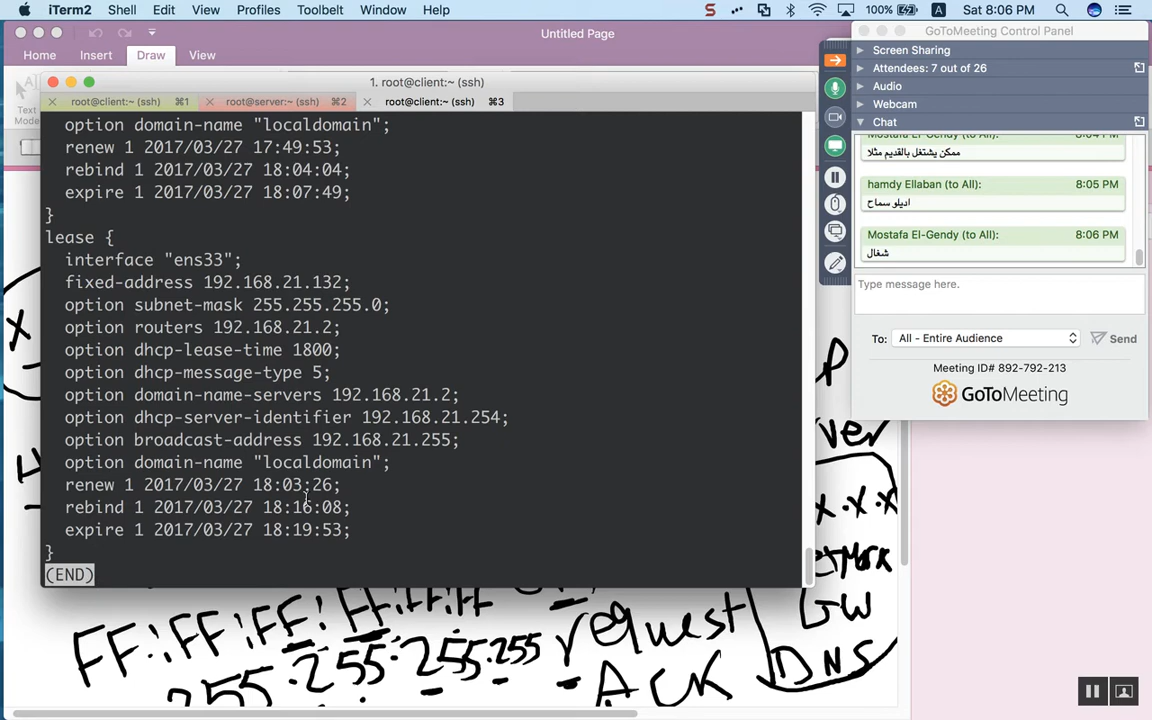 iTerm2 Shell Edit View Profiles Toolbelt Window Help
100% A Sat 8:06 PM
Untitled Page
Home Insert Draw View
1. root@client:~ (ssh)
root@client:~ (ssh) ⌘1 root@server:~ (ssh) ⌘2 root@client:~ (ssh) ⌘3
option domain-name "localdomain";
renew 1 2017/03/27 17:49:53;
rebind 1 2017/03/27 18:04:04;
expire 1 2017/03/27 18:07:49;
}
lease {
interface "ens33";
fixed-address 192.168.21.132;
option subnet-mask 255.255.255.0;
option routers 192.168.21.2;
option dhcp-lease-time 1800;
option dhcp-message-type 5;
option domain-name-servers 192.168.21.2;
option dhcp-server-identifier 192.168.21.254;
option broadcast-address 192.168.21.255;
option domain-name "localdomain";
renew 1 2017/03/27 18:03:26;
rebind 1 2017/03/27 18:16:08;
expire 1 2017/03/27 18:19:53;
}
(END)
GoToMeeting Control Panel
Screen Sharing
Attendees: 7 out of 26
Audio
Webcam
Chat
Mostafa El-Gendy (to All): 8:04 PM
ممكن يشتغل بالقديم مثلا
hamdy Ellaban (to All): 8:05 PM
اديلو سماح
Mostafa El-Gendy (to All): 8:06 PM
شغال
Type message here.
To: All - Entire Audience Send
Meeting ID# 892-792-213
GoToMeeting
x.x.x
GW
DNS
FF:FF:FF:FF:FF:FF
request
255.255.255.255
ACK